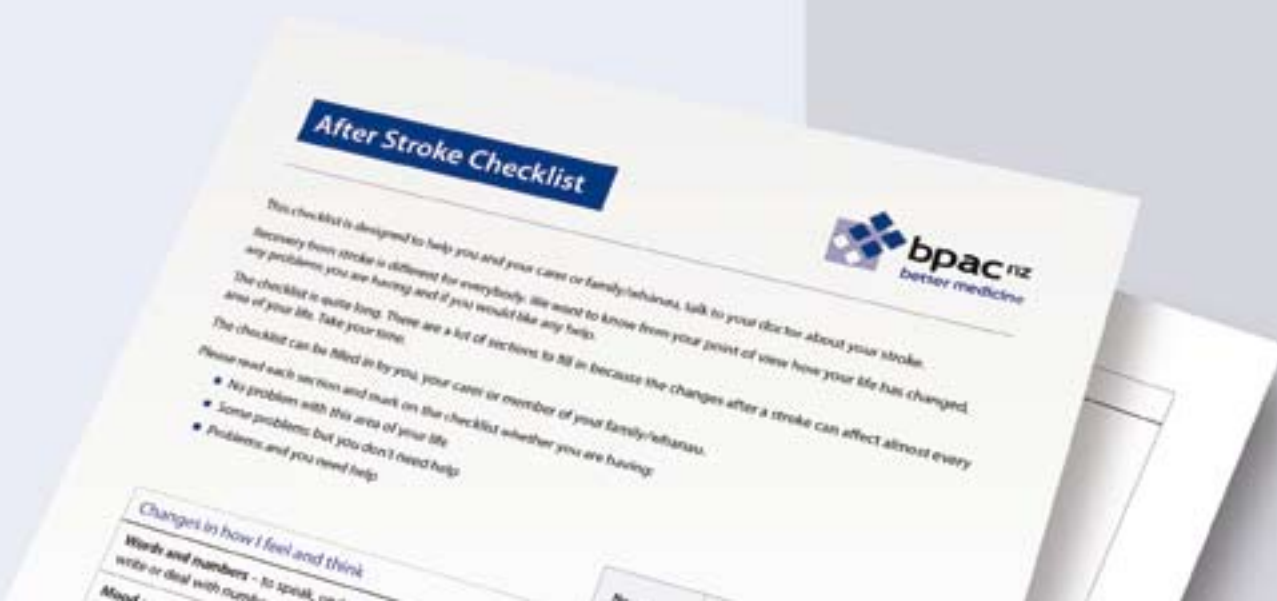 After Stroke Checklist
bpac nz
better medicine
This checklist is designed to help you and your carer or family/whānau, talk to your doctor about your stroke.
Recovery from stroke is different for everybody. We want to know from your point of view how your life has changed,
any problems you are having and if you would like any help.
The checklist is quite long. There are a lot of sections to fill in because the changes after a stroke can affect almost every
area of your life. Take your time.
The checklist can be filled in by you, your carer or member of your family/whanau.
Please read each section and mark on the checklist whether you are having:
• No problem with this area of your life
• Some problems but you don't need help
• Problems and you need help
Changes in how I feel and think
Words and numbers – to speak,
write or deal with
Mood